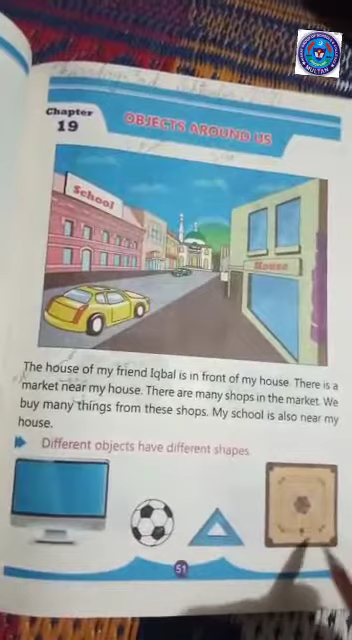 Chapter
19
OBJECTS AROUND US
School
House
The house of my friend Iqbal is in front of my house. There is a
market near my house. There are many shops in the market. We
buy many things from these shops. My school is also near my
house.
Different objects have different shapes.
51
MULTAN